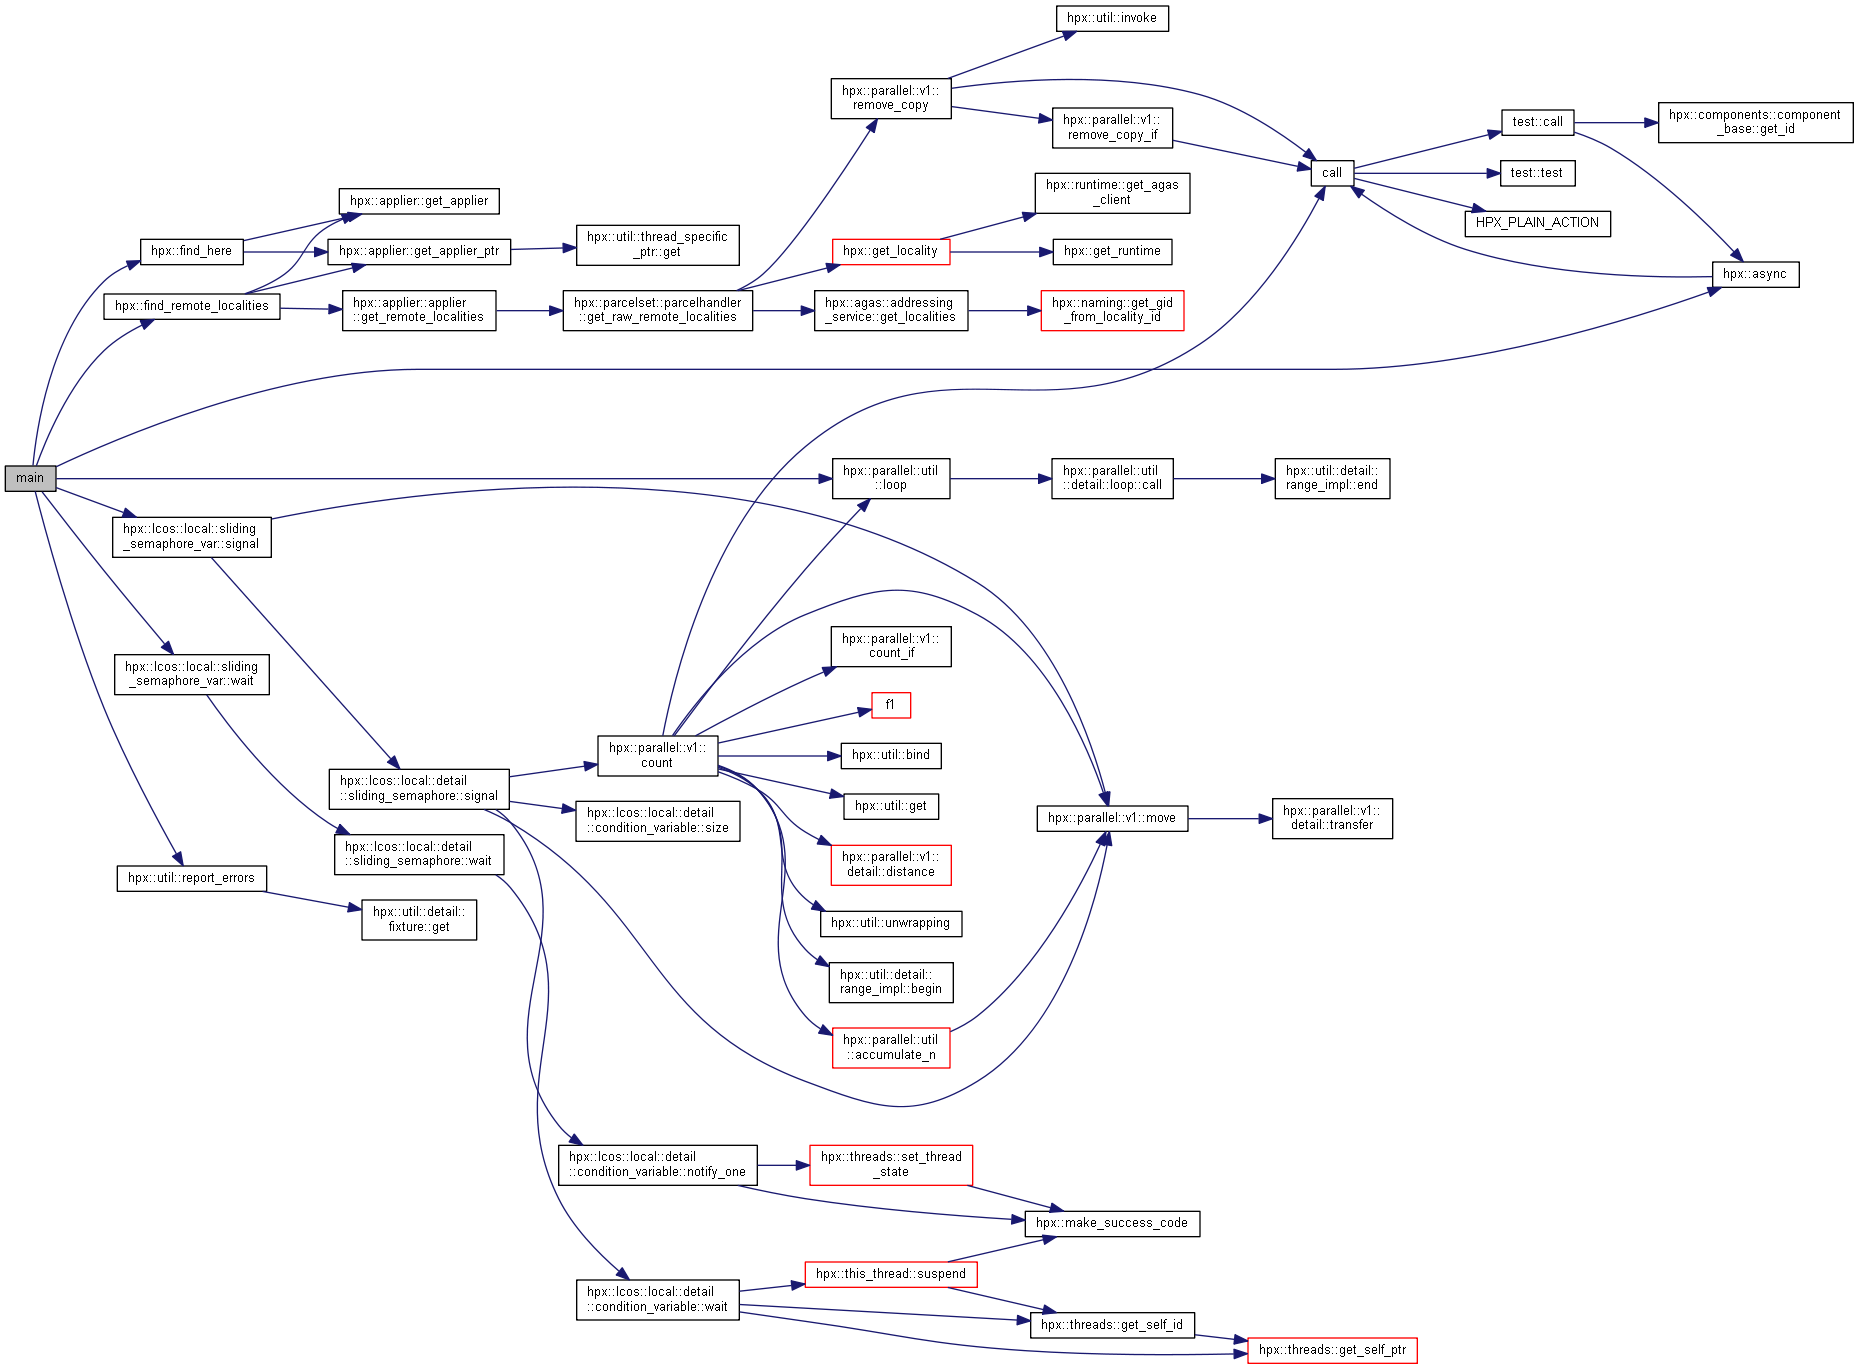 main
hpx::find_here
hpx::find_remote_localities
hpx::lcos::local::sliding
_semaphore_var::signal
hpx::lcos::local::sliding
_semaphore_var::wait
hpx::util::report_errors
hpx::applier::get_applier
hpx::applier::get_applier_ptr
hpx::applier::applier
::get_remote_localities
hpx::lcos::local::detail
::sliding_semaphore::signal
hpx::lcos::local::detail
::sliding_semaphore::wait
hpx::util::detail::
fixture::get
hpx::util::thread_specific
_ptr::get
hpx::parcelset::parcelhandler
::get_raw_remote_localities
hpx::parallel::v1::
count
hpx::lcos::local::detail
::condition_variable::size
hpx::lcos::local::detail
::condition_variable::notify_one
hpx::lcos::local::detail
::condition_variable::wait
hpx::parallel::v1::
remove_copy
hpx::get_locality
hpx::agas::addressing
_service::get_localities
hpx::parallel::util
::loop
hpx::parallel::v1::
count_if
f1
hpx::util::bind
hpx::util::get
hpx::parallel::v1::
detail::distance
hpx::util::unwrapping
hpx::util::detail::
range_impl::begin
hpx::parallel::util
::accumulate_n
hpx::threads::set_thread
_state
hpx::this_thread::suspend
hpx::util::invoke
hpx::parallel::v1::
remove_copy_if
hpx::runtime::get_agas
_client
hpx::get_runtime
hpx::naming::get_gid
_from_locality_id
hpx::parallel::util
::detail::loop::call
hpx::parallel::v1::move
hpx::make_success_code
hpx::threads::get_self_id
call
hpx::util::detail::
range_impl::end
hpx::parallel::v1::
detail::transfer
hpx::threads::get_self_ptr
test::call
test::test
HPX_PLAIN_ACTION
hpx::components::component
_base::get_id
hpx::async